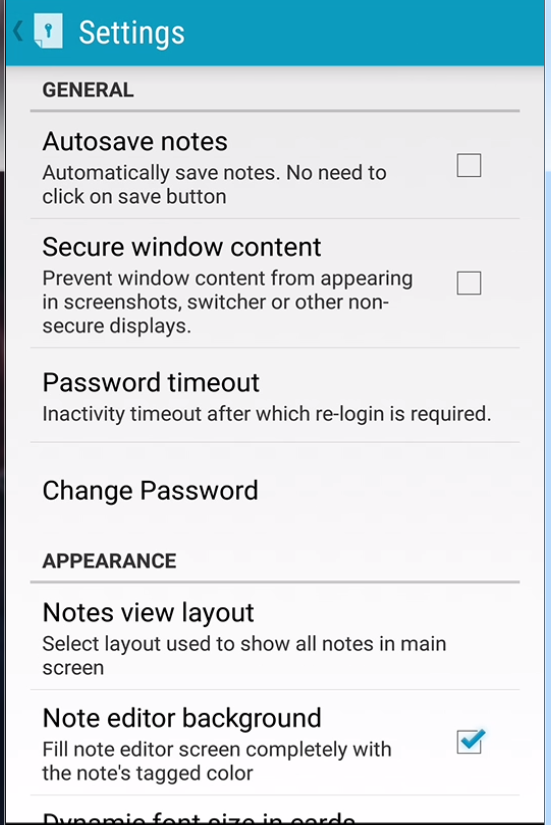 Settings
GENERAL
Autosave notes
Automatically save notes. No need to
click on save button
Secure window content
Prevent window content from appearing
in screenshots, switcher or other non-
secure displays.
Password timeout
Inactivity timeout after which re-login is required.
Change Password
APPEARANCE
Notes view layout
Select layout used to show all notes in main
screen
Note editor background
Fill note editor screen completely with
the note's tagged color
Dynamic font size in cards